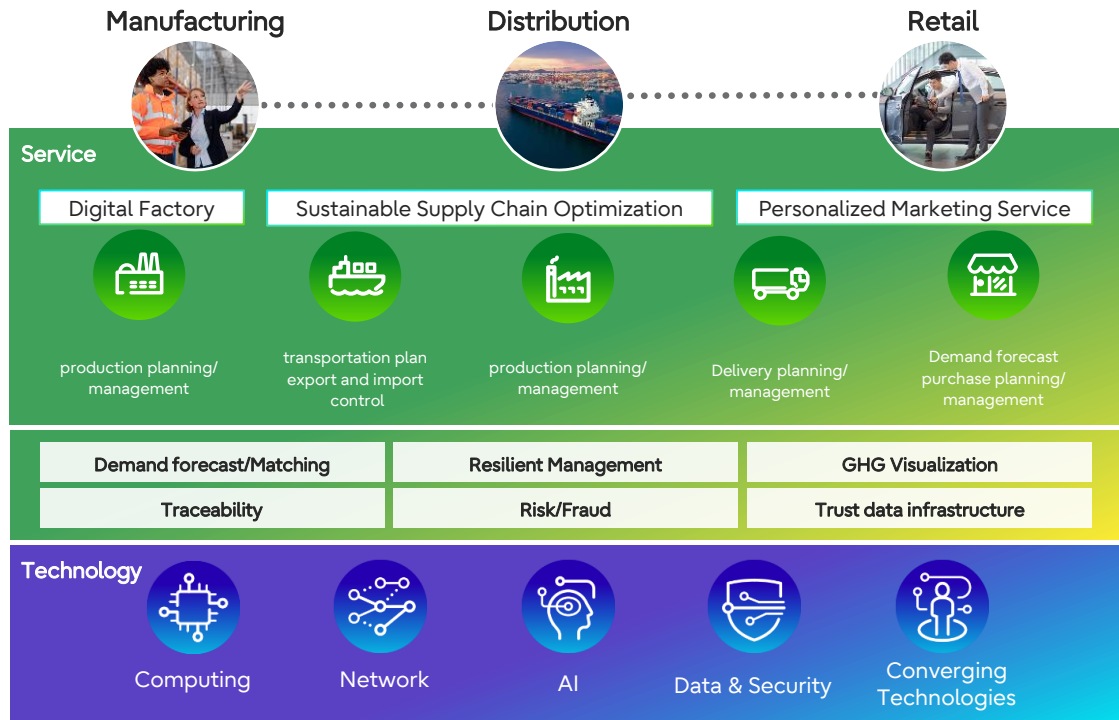 Manufacturing
Distribution
Retail
Service
Digital Factory
Sustainable Supply Chain Optimization
Personalized Marketing Service
production planning/
management
transportation plan
export and import
control
production planning/
management
Delivery planning/
management
Demand forecast
purchase planning/
management
Demand forecast/Matching
Resilient Management
GHG Visualization
Traceability
Risk/Fraud
Trust data infrastructure
Technology
Computing
Network
AI
Data & Security
Converging
Technologies